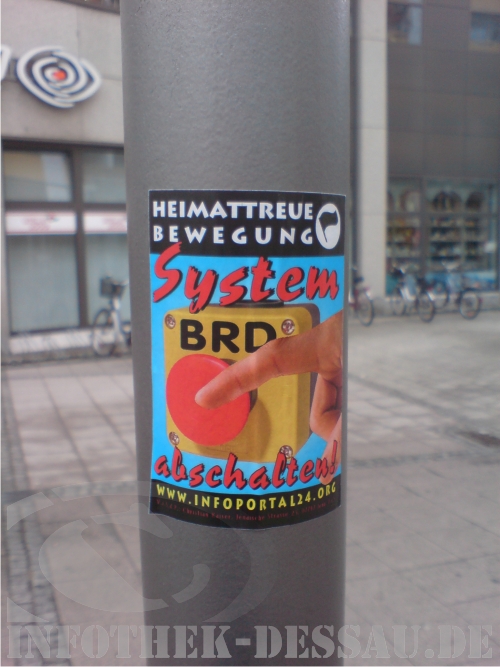 HEIMATTREUE
BEWEGUNG
System
BRD
abschalten!
WWW.INFOPORTAL24.ORG
INFOTHEK-DESSAU.DE